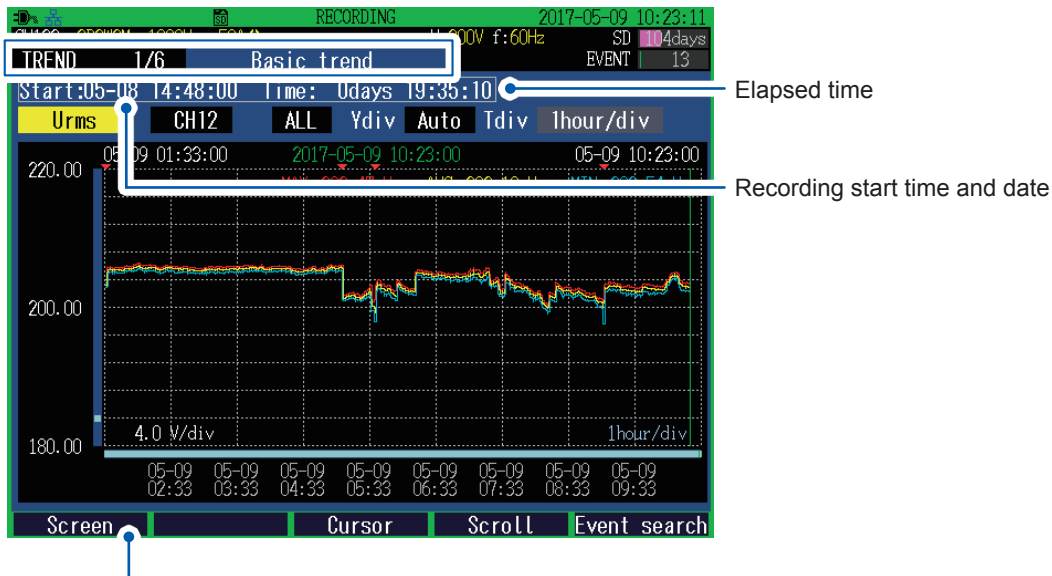 SD RECORDING 2017-05-09 10:23:11
f:60Hz SD 104days
TREND 1/6 Basic trend EVENT 13
Start:05-08 14:48:00 Time: 0days 19:35:10
Elapsed time
Urms CH12 ALL Ydiv Auto Tdiv 1hour/div
05-09 01:33:00 2017-05-09 10:23:00 05-09 10:23:00
220.00
Recording start time and date
200.00
4.0 V/div 1hour/div
180.00
05-09 05-09 05-09 05-09 05-09 05-09 05-09 05-09
02:33 03:33 04:33 05:33 06:33 07:33 08:33 09:33
Screen Cursor Scroll Event search